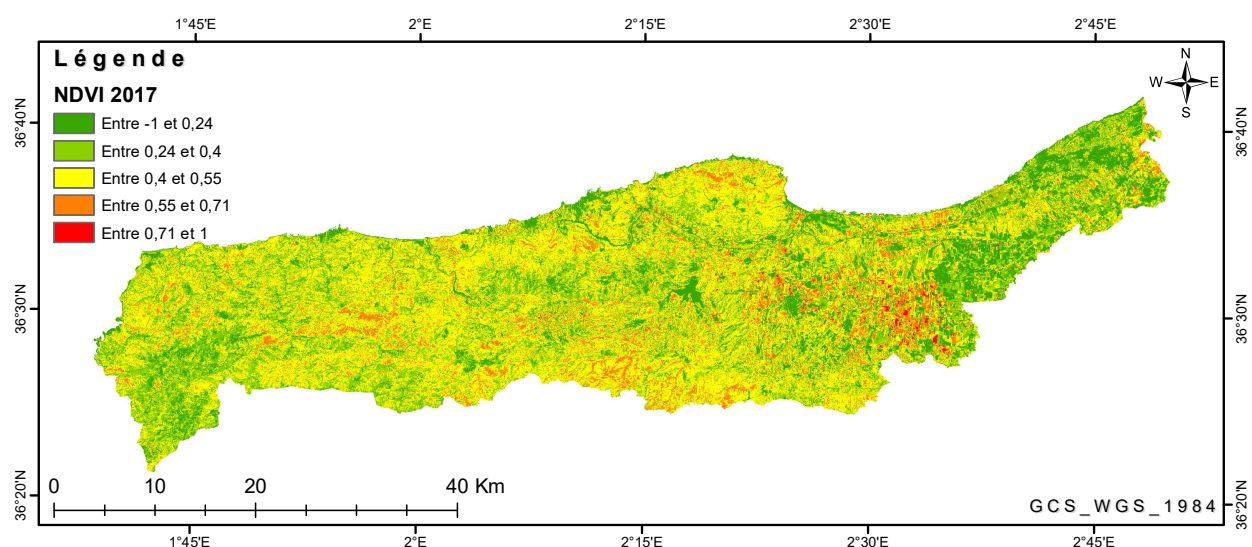 1°45'E 2°E 2°15'E 2°30'E 2°45'E
Légende
N
W E
S
NDVI 2017
Entre -1 et 0,24
Entre 0,24 et 0,4
Entre 0,4 et 0,55
Entre 0,55 et 0,71
Entre 0,71 et 1
36°40'N 36°40'N
36°30'N 36°30'N
36°20'N 36°20'N
0 10 20 40 Km
GCS_WGS_1984
1°45'E 2°E 2°15'E 2°30'E 2°45'E